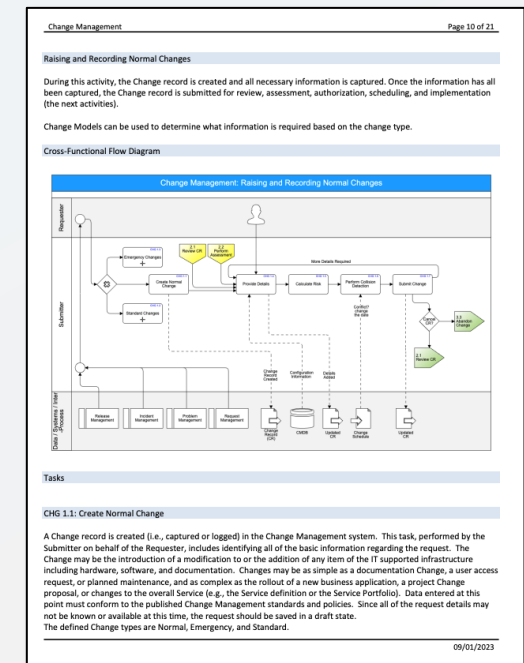 Change Management
Page 10 of 21
Raising and Recording Normal Changes
During this activity, the Change record is created and all necessary information is captured. Once the information has all
been captured, the Change record is submitted for review, assessment, authorization, scheduling, and implementation
(the next activities).
Change Models can be used to determine what information is required based on the change type.
Cross-Functional Flow Diagram
Change Management: Raising and Recording Normal Changes
Requester
Submitter
Data / Systems / Inter
-Process
Emergency Changes
Create Normal
Change
Standard Changes
2.1
Review CR
2.2
Perform
Assessment
More Details Required
Provide Details
Calculate Risk
Perform Collision
Detection
Submit Change
Conflict?
change
the date
Cancel
CR?
Abandon
Change
2.1
Review CR
Change
Record
Created
Configuration
Information
Details
Added
Release
Management
Incident
Management
Problem
Management
Request
Management
Change
Record
(CR)
CMDB
Updated
CR
Change
Schedule
Updated
CR
Tasks
CHG 1.1: Create Normal Change
A Change record is created (i.e., captured or logged) in the Change Management system. This task, performed by the
Submitter on behalf of the Requester, includes identifying all of the basic information regarding the request. The
Change may be the introduction of a modification to or the addition of any item of the IT supported infrastructure
including hardware, software, and documentation. Changes may be as simple as a documentation Change, a user access
request, or planned maintenance, and as complex as the rollout of a new business application, a project Change
proposal, or changes to the overall Service (e.g., the Service definition or the Service Portfolio). Data entered at this
point must conform to the published Change Management standards and policies. Since all of the request details may
not be known or available at this time, the request should be saved in a draft state.
The defined Change types are Normal, Emergency, and Standard.
09/01/2023